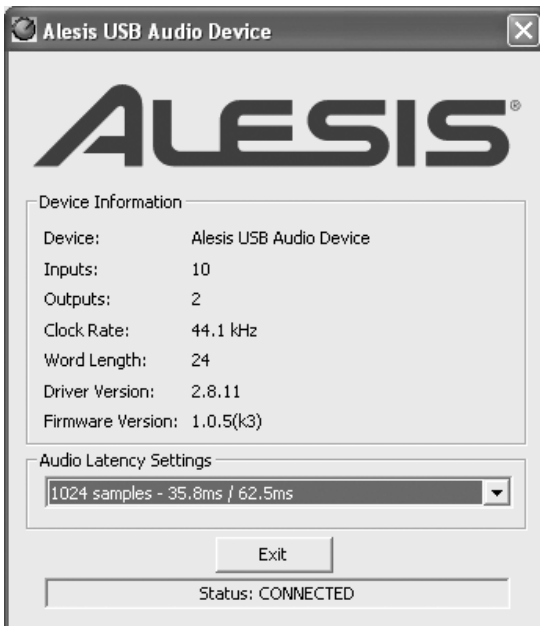 Alesis USB Audio Device
ALESIS®
Device Information
Device: Alesis USB Audio Device
Inputs: 10
Outputs: 2
Clock Rate: 44.1 kHz
Word Length: 24
Driver Version: 2.8.11
Firmware Version: 1.0.5(k3)
Audio Latency Settings
1024 samples - 35.8ms / 62.5ms
Exit
Status: CONNECTED